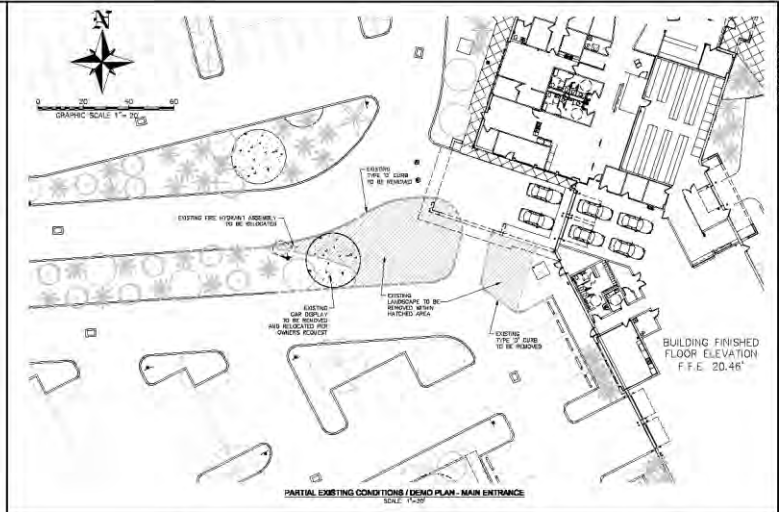 N
0 20 40 60
GRAPHIC SCALE 1"= 20'
EXISTING
TYPE 'D' CURB
TO BE REMOVED
EXISTING FIRE HYDRANT ASSEMBLY
TO BE RELOCATED
EXISTING
CAR DISPLAY
TO BE REMOVED
AND RELOCATED PER
OWNERS REQUEST
EXISTING
LANDSCAPE TO BE
REMOVED WITHIN
HATCHED AREA
EXISTING
TYPE 'D' CURB
TO BE REMOVED
BUILDING FINISHED
FLOOR ELEVATION
F.F.E. 20.46'
PARTIAL EXISTING CONDITIONS / DEMO PLAN - MAIN ENTRANCE
SCALE: 1"=20'